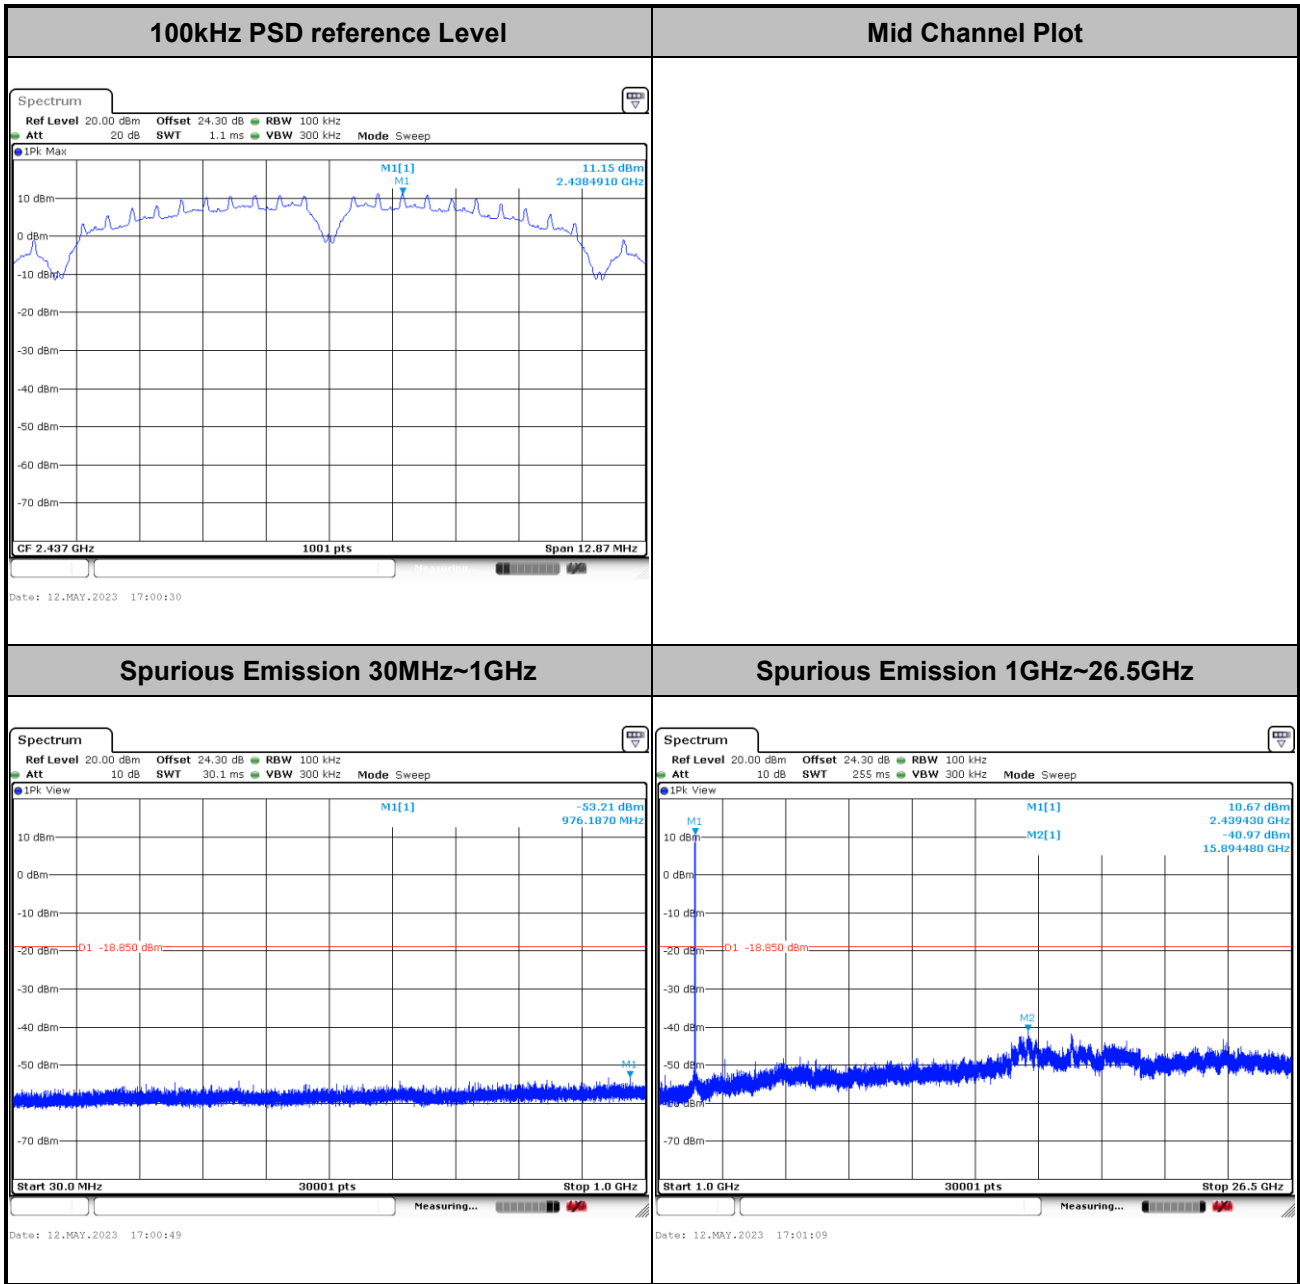 100kHz PSD reference Level
Mid Channel Plot
Spectrum
Ref Level 20.00 dBm Offset 24.30 dB RBW 100 kHz
Att 20 dB SWT 1.1 ms VBW 300 kHz Mode Sweep
1Pk Max
M1[1] 11.15 dBm
2.4384910 GHz
M1
10 dBm
0 dBm
-10 dBm
-20 dBm
-30 dBm
-40 dBm
-50 dBm
-60 dBm
-70 dBm
CF 2.437 GHz 1001 pts Span 12.87 MHz
Measuring...
Date: 12.MAY.2023 17:00:30
Spurious Emission 30MHz~1GHz
Spurious Emission 1GHz~26.5GHz
Spectrum
Ref Level 20.00 dBm Offset 24.30 dB RBW 100 kHz
Att 10 dB SWT 30.1 ms VBW 300 kHz Mode Sweep
1Pk View
M1[1] -53.21 dBm
976.1870 MHz
10 dBm
0 dBm
-10 dBm
D1 -18.850 dBm
-20 dBm
-30 dBm
-40 dBm
-50 dBm
M1
-70 dBm
Start 30.0 MHz 30001 pts Stop 1.0 GHz
Measuring...
Date: 12.MAY.2023 17:00:49
Spectrum
Ref Level 20.00 dBm Offset 24.30 dB RBW 100 kHz
Att 10 dB SWT 255 ms VBW 300 kHz Mode Sweep
1Pk View
M1[1] 10.67 dBm
2.439430 GHz
M1
M2[1] -40.97 dBm
15.894480 GHz
10 dBm
0 dBm
-10 dBm
D1 -18.850 dBm
-20 dBm
-30 dBm
M2
-40 dBm
-50 dBm
-60 dBm
-70 dBm
Start 1.0 GHz 30001 pts Stop 26.5 GHz
Measuring...
Date: 12.MAY.2023 17:01:09